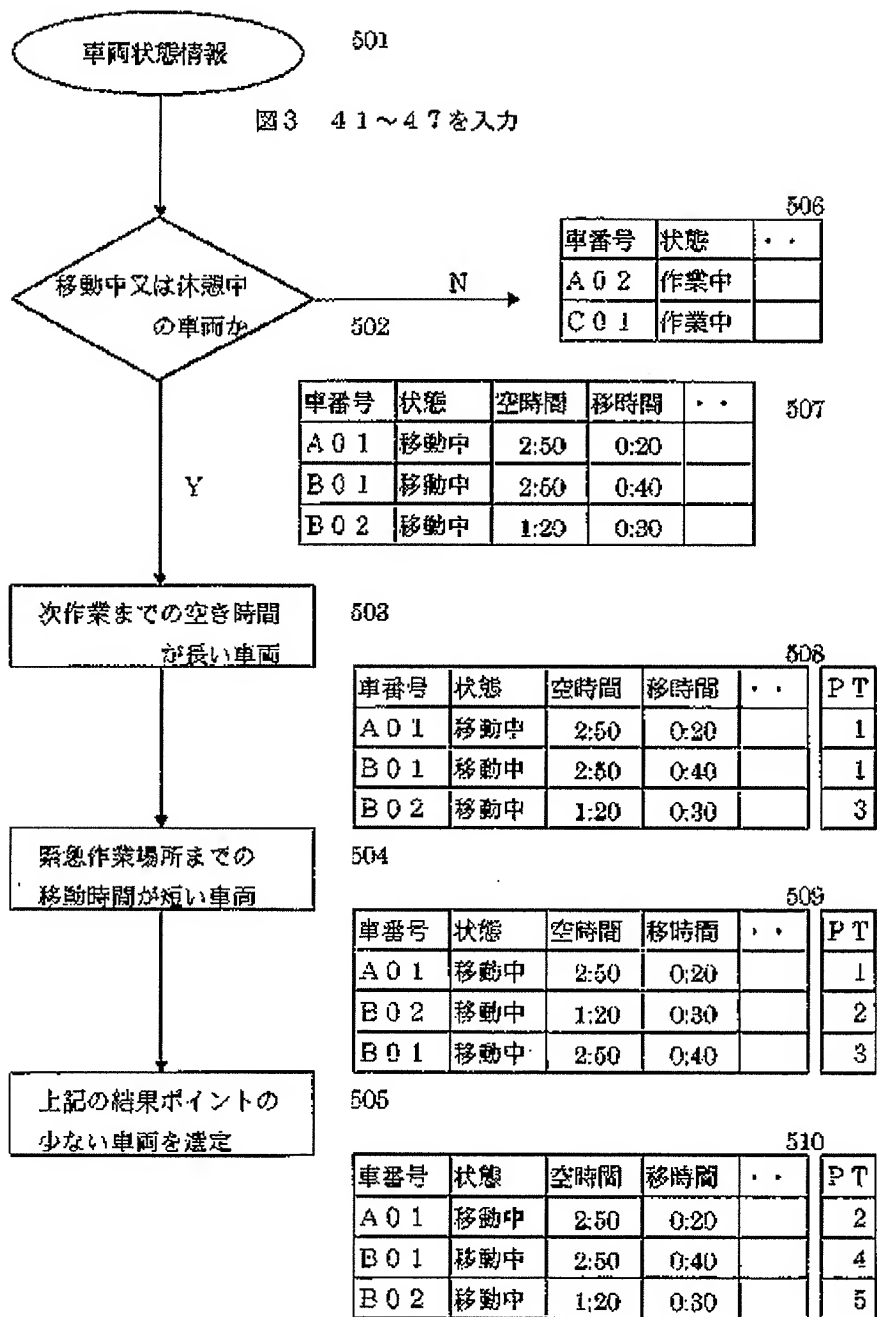 車両状態情報
501
図3 41～47を入力
506
車番号 状態 ・・
A02 作業中
C01 作業中
移動中又は休憩中
の車両か
N
502
車番号 状態 空時間 移時間 ・・
507
A01 移動中 2:50 0:20
B01 移動中 2:50 0:40
B02 移動中 1:20 0:30
Y
次作業までの空き時間
が長い車両
503
508
車番号 状態 空時間 移時間 ・・ PT
A01 移動中 2:50 0:20 1
B01 移動中 2:50 0:40 1
B02 移動中 1:20 0:30 3
緊急作業場所までの
移動時間が短い車両
504
509
車番号 状態 空時間 移時間 ・・ PT
A01 移動中 2:50 0:20 1
B02 移動中 1:20 0:30 2
B01 移動中 2:50 0:40 3
上記の結果ポイントの
少ない車両を選定
505
510
車番号 状態 空時間 移時間 ・・ PT
A01 移動中 2:50 0:20 2
B01 移動中 2:50 0:40 4
B02 移動中 1:20 0:30 5